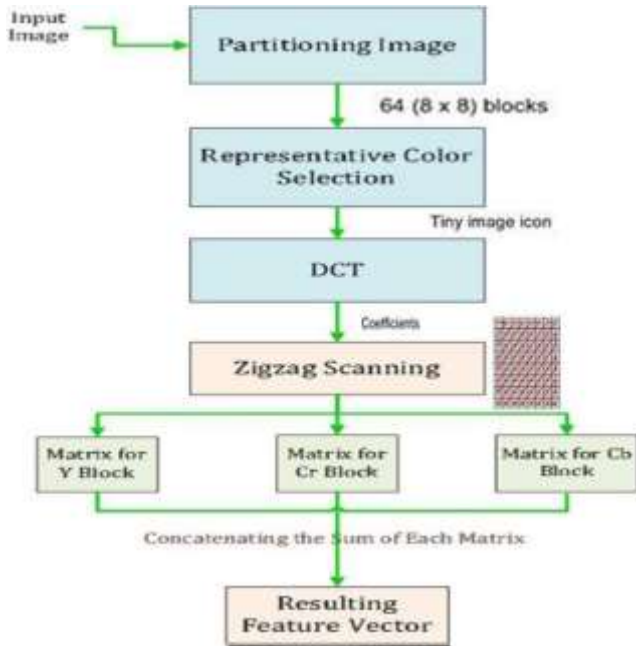 Input
Image
Partitioning Image
64 (8 x 8) blocks
Representative Color
Selection
Tiny image icon
DCT
Coefficients
Zigzag Scanning
Matrix for
Y Block
Matrix for
Cr Block
Matrix for Cb
Block
Concatenating the Sum of Each Matrix
Resulting
Feature Vector